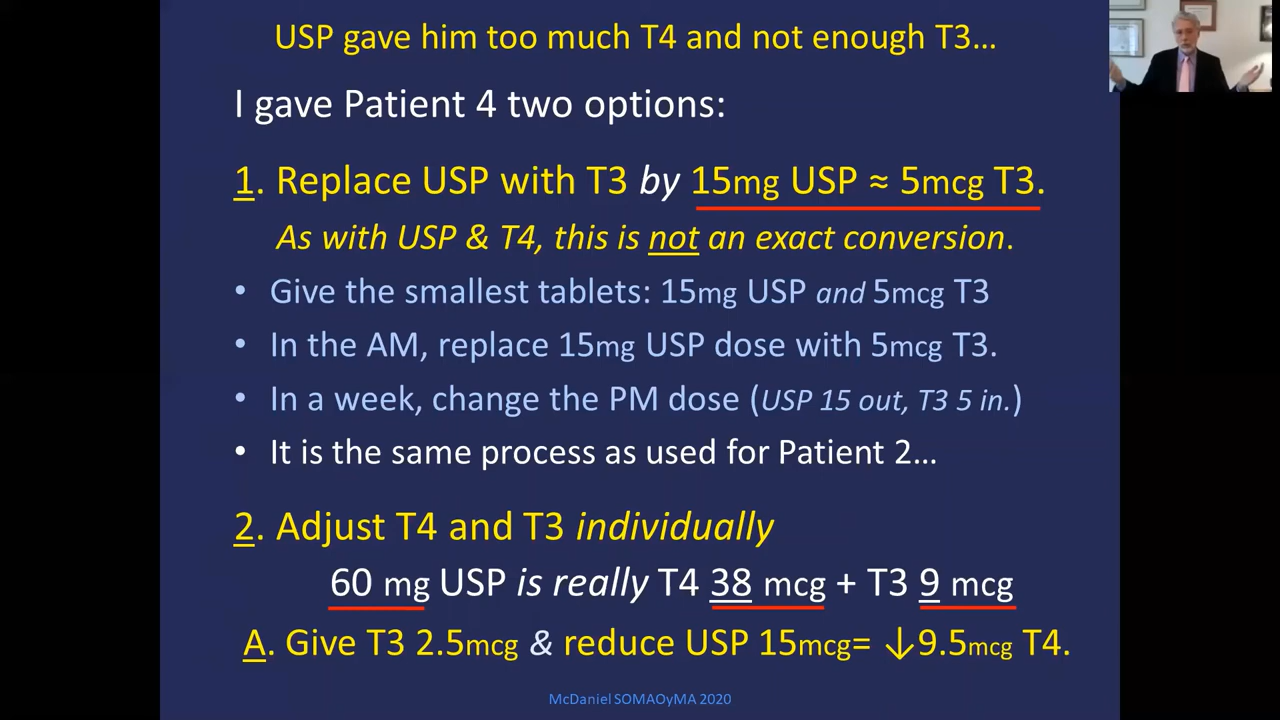 USP gave him too much T4 and not enough T3...
I gave Patient 4 two options:
1. Replace USP with T3 by 15mg USP ≈ 5mcg T3.
As with USP & T4, this is not an exact conversion.
• Give the smallest tablets: 15mg USP and 5mcg T3
• In the AM, replace 15mg USP dose with 5mcg T3.
• In a week, change the PM dose (USP 15 out, T3 5 in.)
• It is the same process as used for Patient 2...
2. Adjust T4 and T3 individually
60 mg USP is really T4 38 mcg + T3 9 mcg
A. Give T3 2.5mcg & reduce USP 15mcg= ↓9.5mcg T4.
McDaniel SOMAOyMA 2020